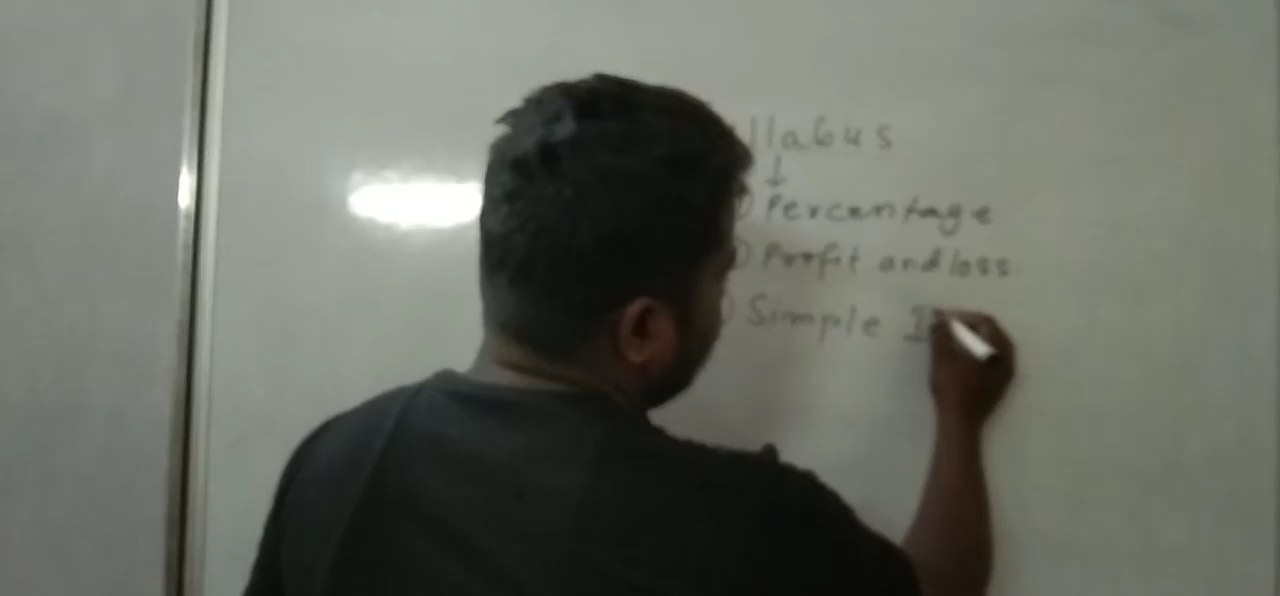 llabus
↓
) Percentage
) Profit and loss
) Simple I